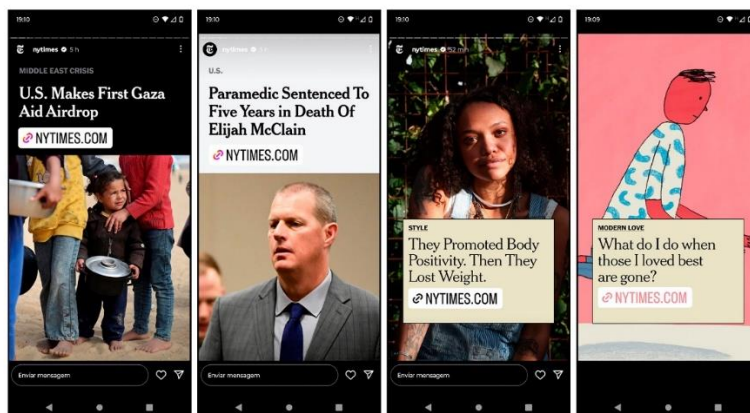 19:10
nytimes 5 h
MIDDLE EAST CRISIS
U.S. Makes First Gaza
Aid Airdrop
NYTIMES.COM
Enviar mensagem
19:10
nytimes
U.S.
Paramedic Sentenced To
Five Years in Death Of
Elijah McClain
NYTIMES.COM
Enviar mensagem
19:10
nytimes 52 min
STYLE
They Promoted Body
Positivity. Then They
Lost Weight.
NYTIMES.COM
Enviar mensagem
19:09
MODERN LOVE
What do I do when
those I loved best
are gone?
NYTIMES.COM